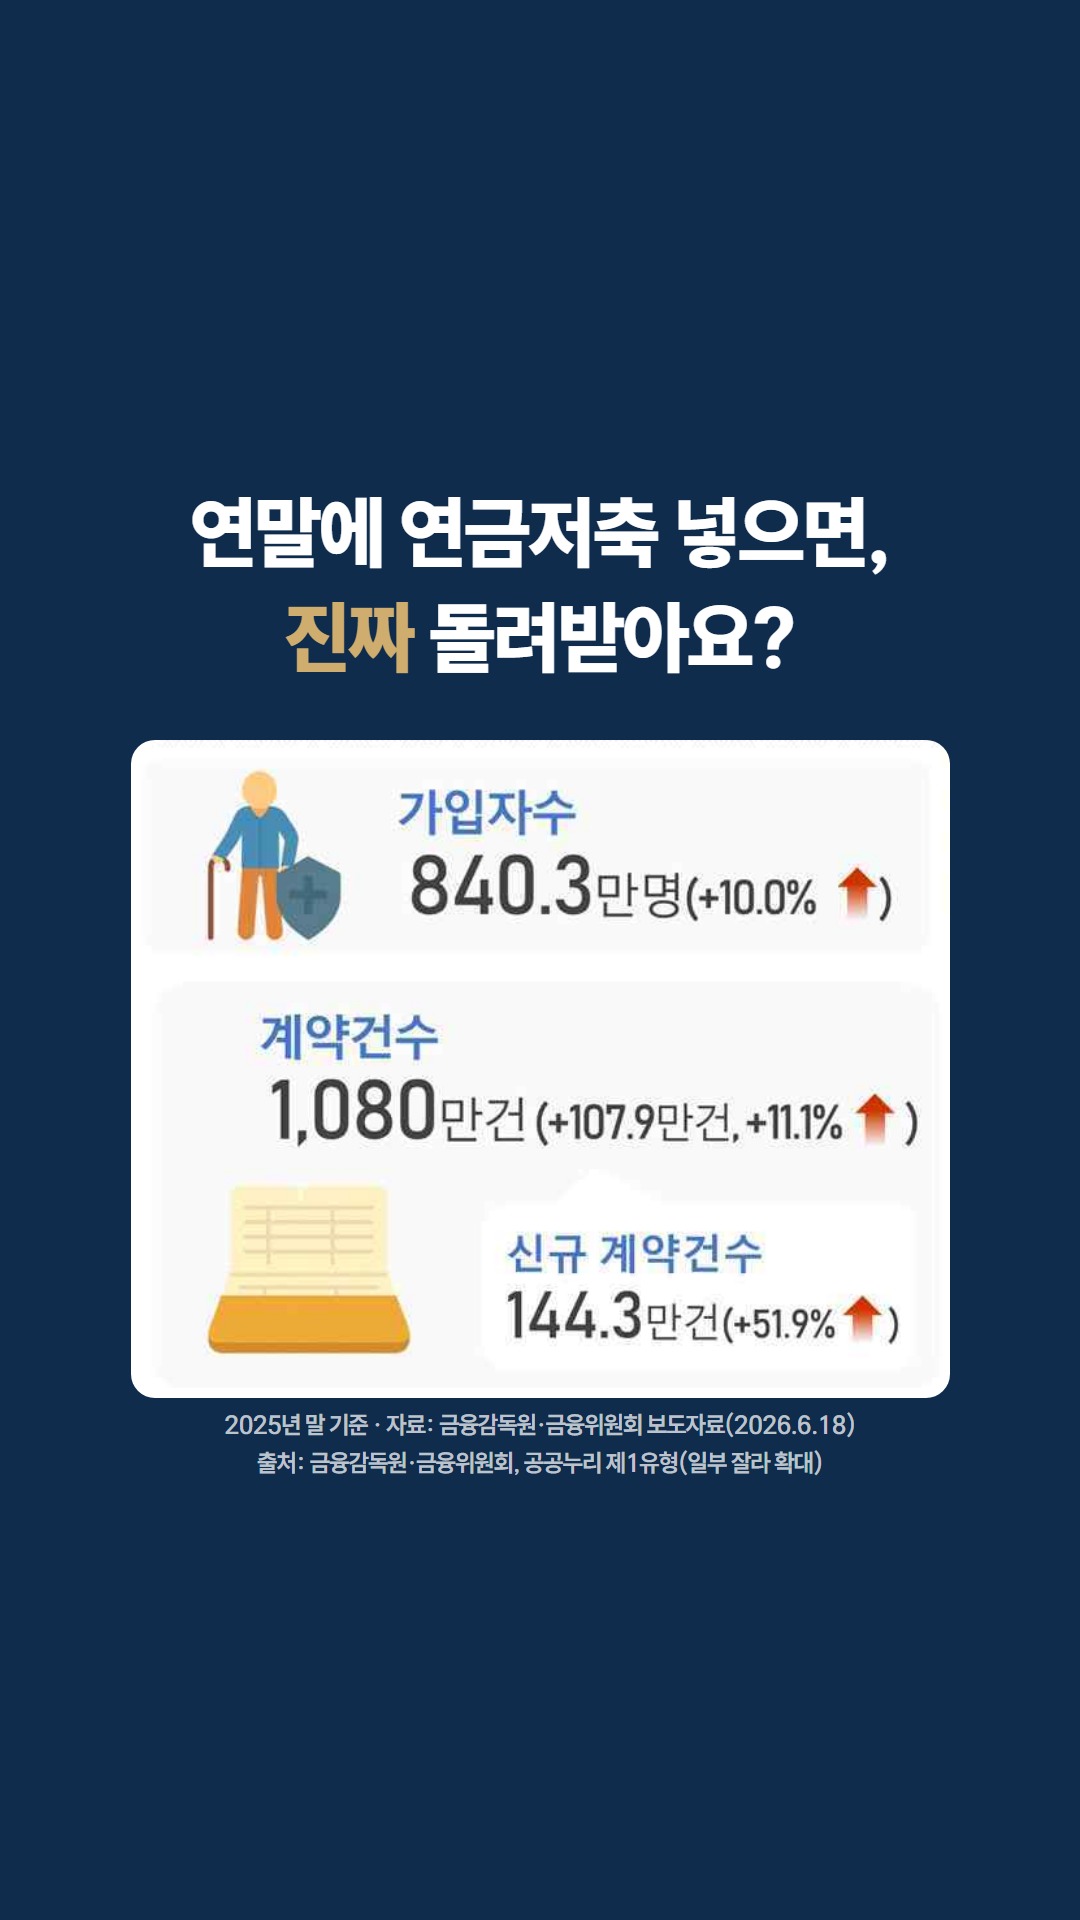 연말에 연금저축 넣으면,
진짜 돌려받아요?
가입자수
840.3만명(+10.0% )
계약건수
1,080만건 (+107.9만건, +11.1% )
신규 계약건수
144.3만건(+51.9% )
2025년 말 기준 · 자료: 금융감독원·금융위원회 보도자료(2026.6.18)
출처: 금융감독원·금융위원회, 공공누리 제1유형(일부 잘라 확대)